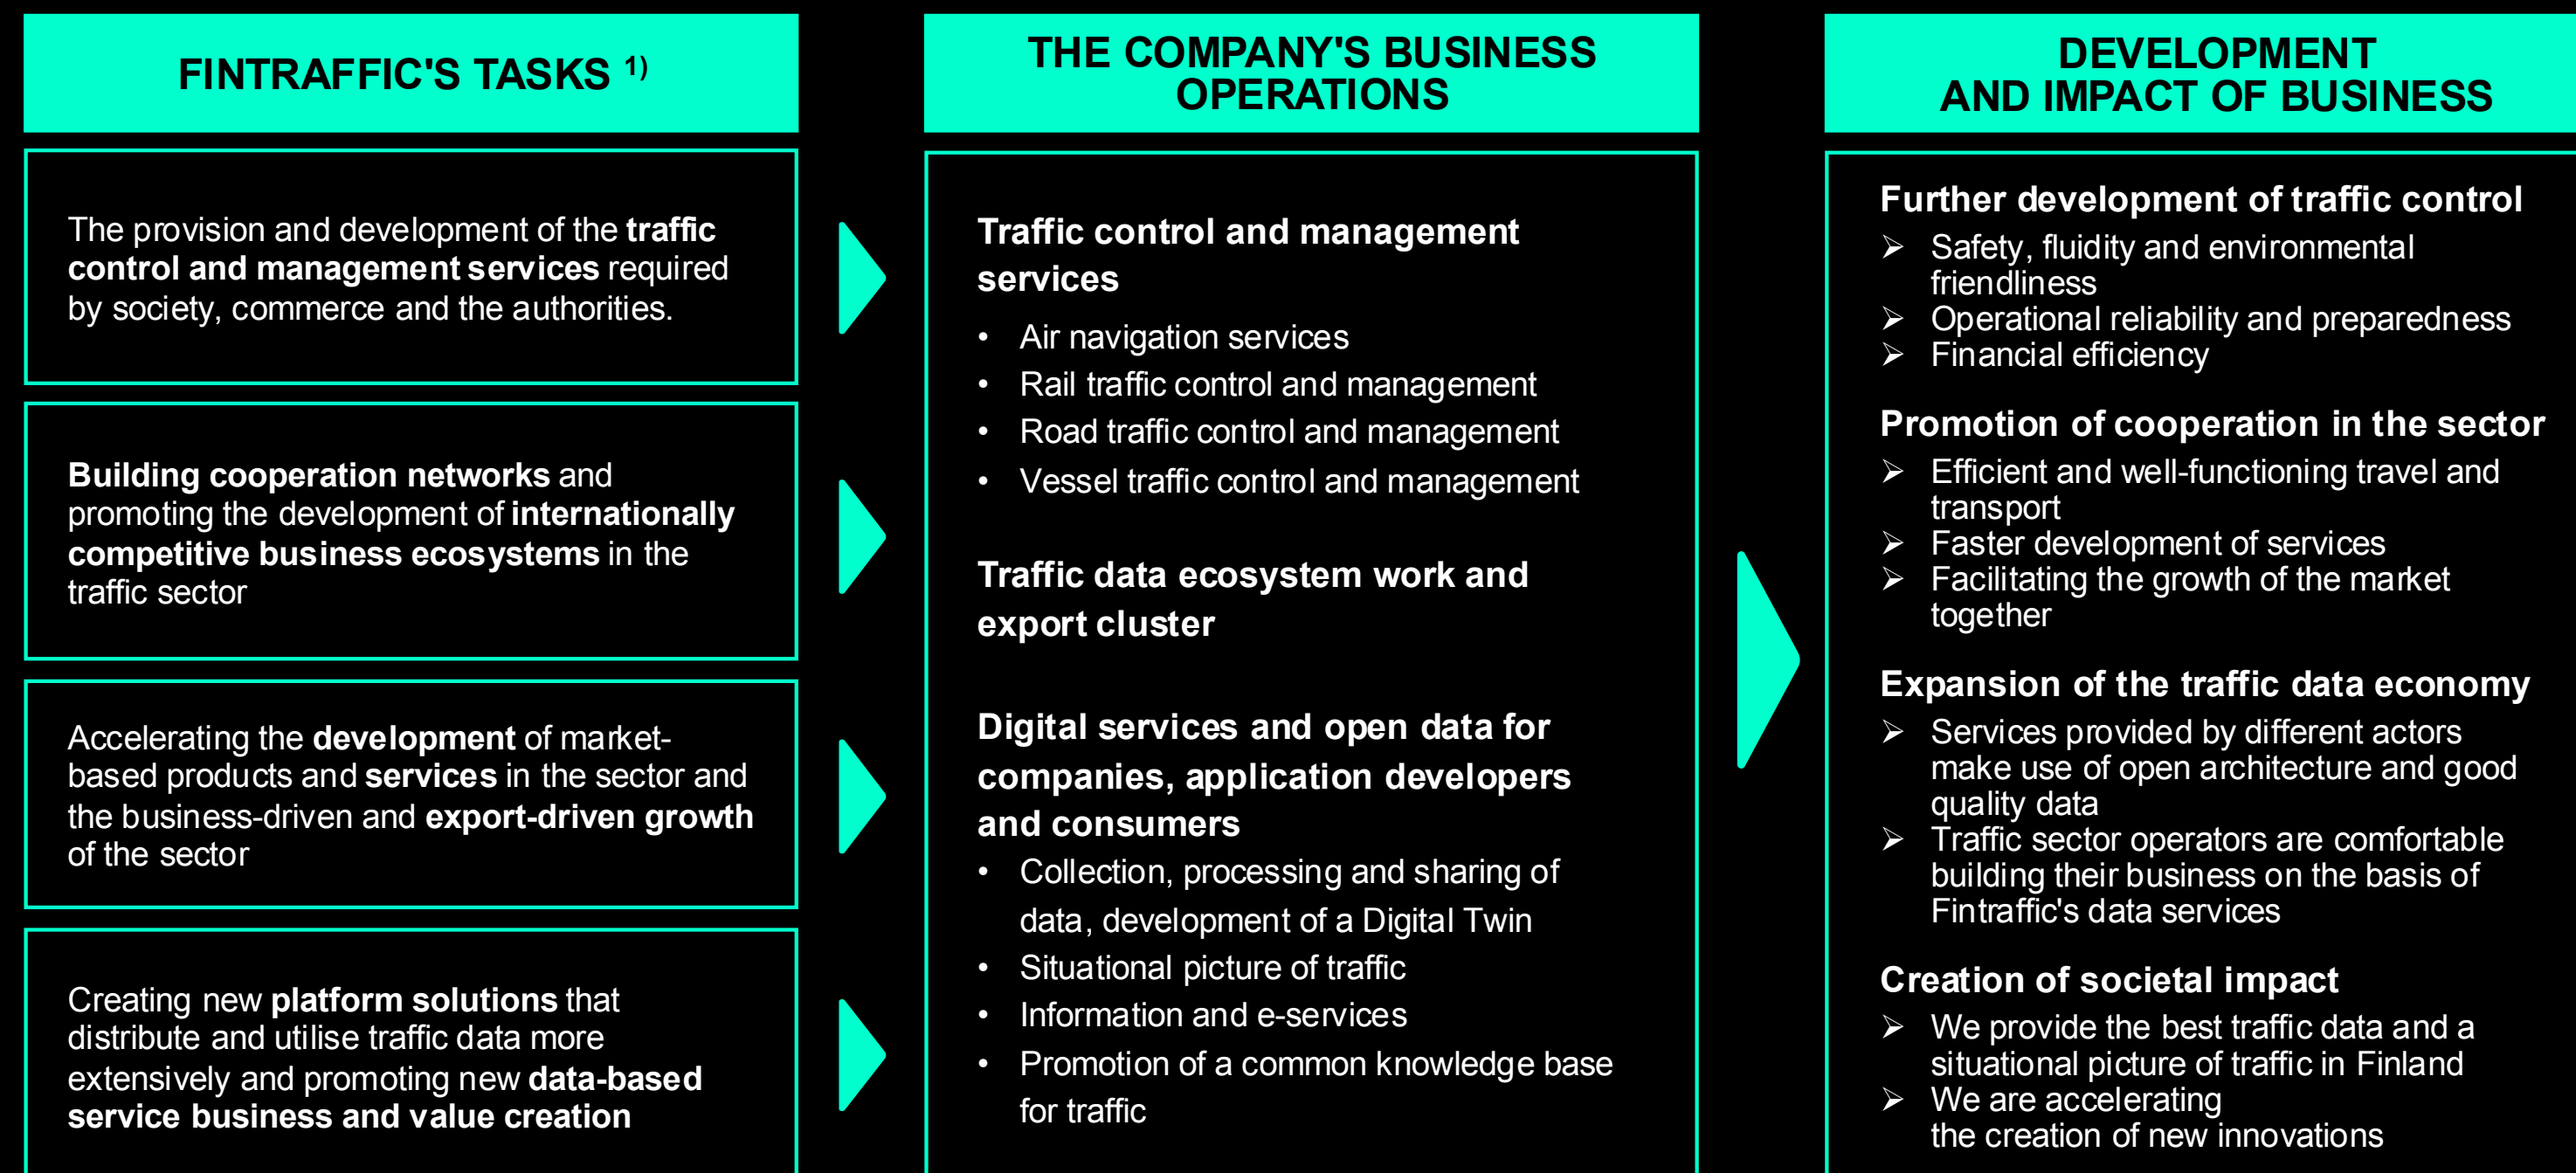 FINTRAFFIC'S TASKS 1)
The provision and development of the traffic
control and management services required
by society, commerce and the authorities.
Building cooperation networks and
promoting the development of internationally
competitive business ecosystems in the
traffic sector
Accelerating the development of market-
based products and services in the sector and
the business-driven and export-driven growth
of the sector
Creating new platform solutions that
distribute and utilise traffic data more
extensively and promoting new data-based
service business and value creation
THE COMPANY'S BUSINESS
OPERATIONS
Traffic control and management
services
• Air navigation services
• Rail traffic control and management
• Road traffic control and management
• Vessel traffic control and management
Traffic data ecosystem work and
export cluster
Digital services and open data for
companies, application developers
and consumers
• Collection, processing and sharing of
data, development of a Digital Twin
• Situational picture of traffic
• Information and e-services
• Promotion of a common knowledge base
for traffic
DEVELOPMENT
AND IMPACT OF BUSINESS
Further development of traffic control
➢ Safety, fluidity and environmental
friendliness
➢ Operational reliability and preparedness
➢ Financial efficiency
Promotion of cooperation in the sector
➢ Efficient and well-functioning travel and
transport
➢ Faster development of services
➢ Facilitating the growth of the market
together
Expansion of the traffic data economy
➢ Services provided by different actors
make use of open architecture and good
quality data
➢ Traffic sector operators are comfortable
building their business on the basis of
Fintraffic's data services
Creation of societal impact
➢ We provide the best traffic data and a
situational picture of traffic in Finland
➢ We are accelerating
the creation of new innovations